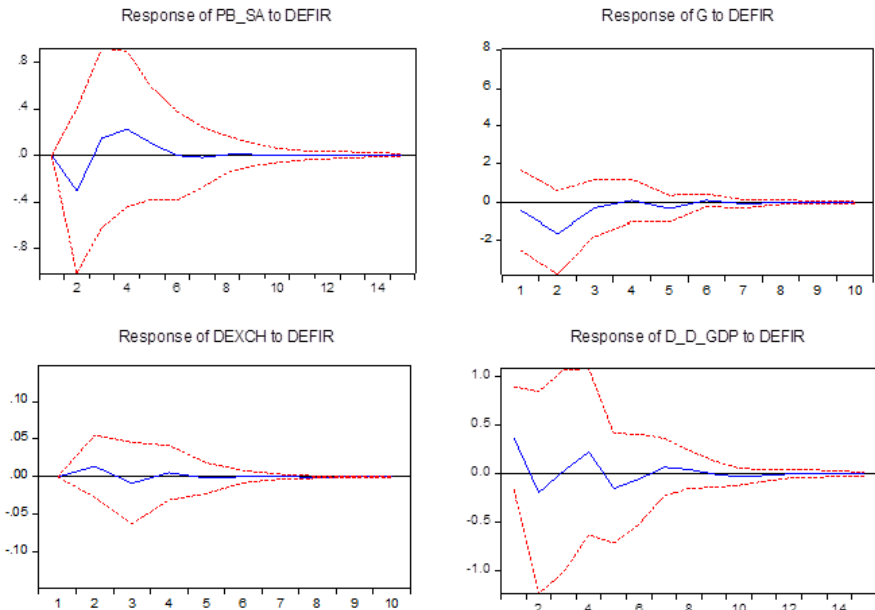 Response of PB_SA to DEFIR
.8
.4
.0
-.4
-.8
2 4 6 8 10 12 14
Response of G to DEFIR
8
6
4
2
0
-2
1 2 3 4 5 6 7 8 9 10
Response of DEXCH to DEFIR
.10
.05
.00
-.05
-.10
1 2 3 4 5 6 7 8 9 10
Response of D_D_GDP to DEFIR
1.0
0.5
0.0
-0.5
-1.0
2 4 6 8 10 12 14